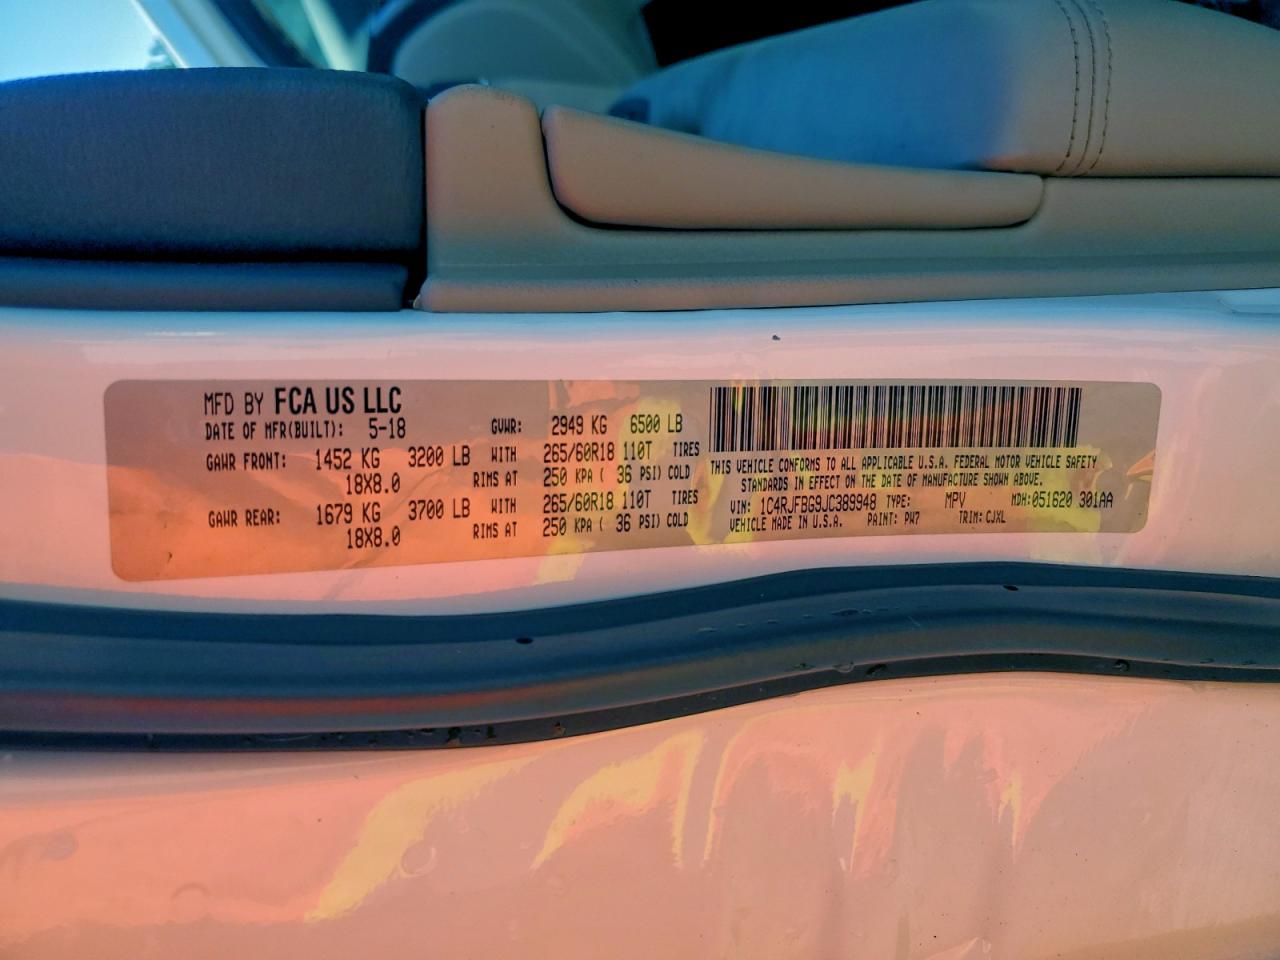 MFD BY FCA US LLC
DATE OF MFR(BUILT): 5-18 GVWR: 2949 KG 6500 LB
GAWR FRONT: 1452 KG 3200 LB WITH 265/60R18 110T TIRES
18X8.0 RIMS AT 250 KPA ( 36 PSI) COLD
GAWR REAR: 1679 KG 3700 LB WITH 265/60R18 110T TIRES
18X8.0 RIMS AT 250 KPA ( 36 PSI) COLD
THIS VEHICLE CONFORMS TO ALL APPLICABLE U.S.A. FEDERAL MOTOR VEHICLE SAFETY
STANDARDS IN EFFECT ON THE DATE OF MANUFACTURE SHOWN ABOVE.
VIN: 1C4RJFBG9JC389948 TYPE: MPV MDH:051620 301AA
VEHICLE MADE IN U.S.A. PAINT: PW7 TRIM: CJXL